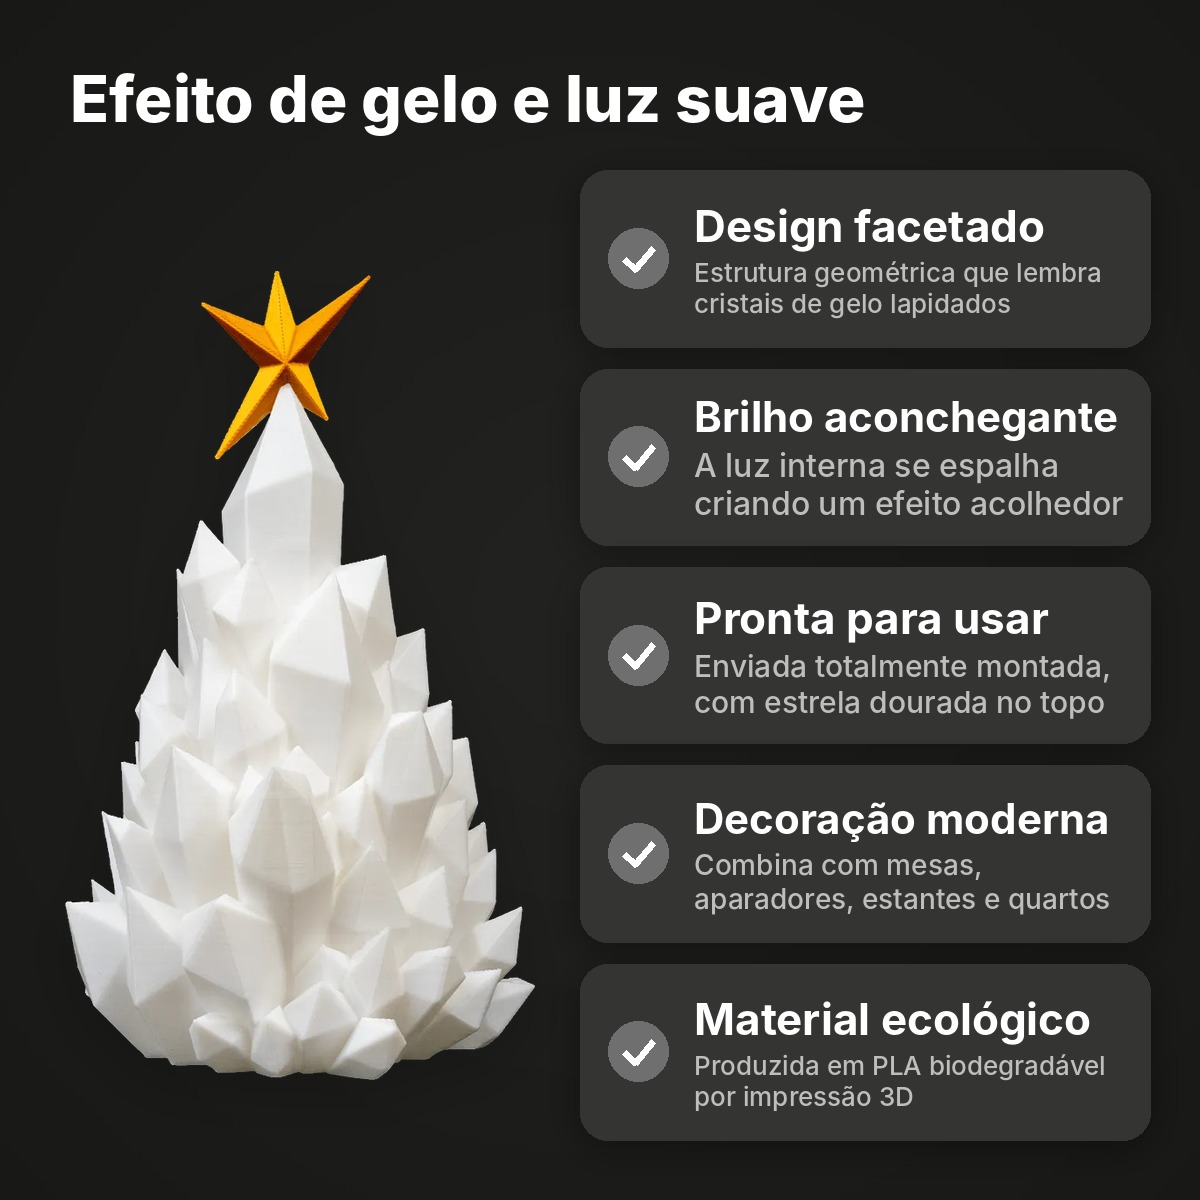 Efeito de gelo e luz suave
Design facetado
Estrutura geométrica que lembra
cristais de gelo lapidados
Brilho aconchegante
A luz interna se espalha
criando um efeito acolhedor
Pronta para usar
Enviada totalmente montada,
com estrela dourada no topo
Decoração moderna
Combina com mesas,
aparadores, estantes e quartos
Material ecológico
Produzida em PLA biodegradável
por impressão 3D